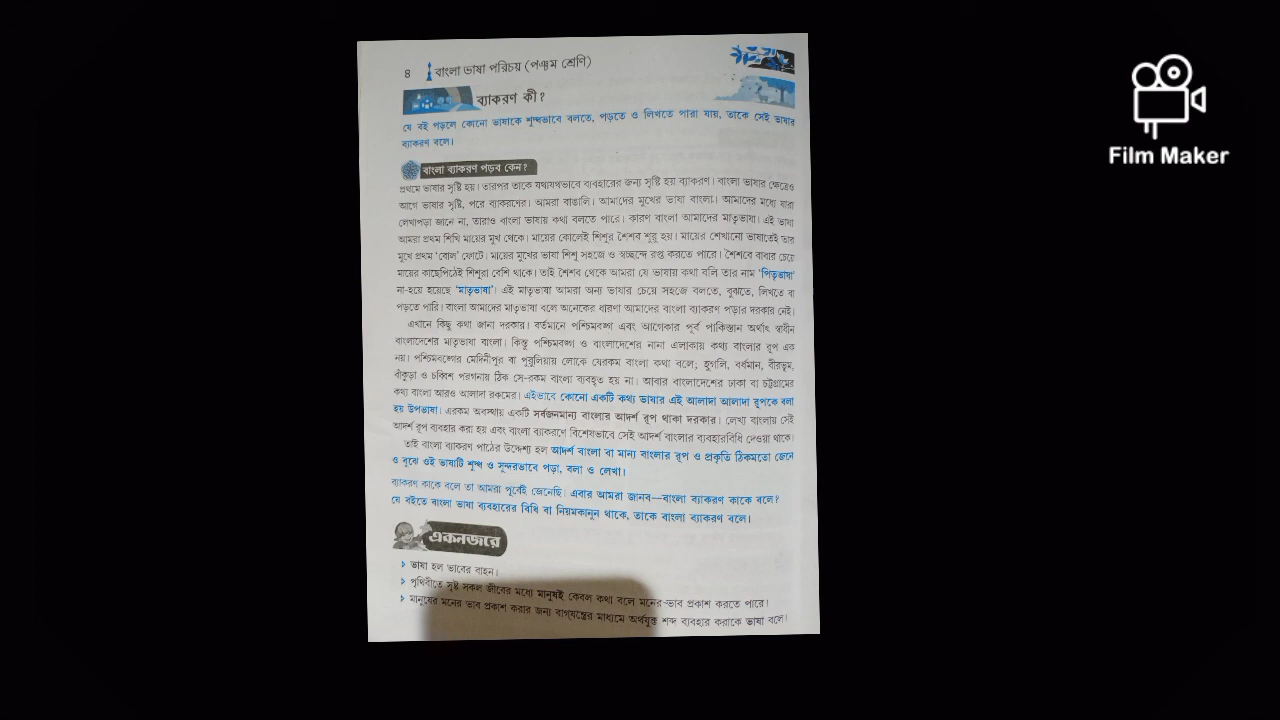 ৪ বাংলা ভাষা পরিচয় (পঞ্চম শ্রেণি)
ব্যাকরণ কী?
যে বই পড়লে কোনো ভাষাকে শুদ্ধভাবে বলতে, পড়তে ও লিখতে পারা যায়, তাকে সেই ভাষার
ব্যাকরণ বলে।
বাংলা ব্যাকরণ পড়ব কেন?
প্রথমে ভাষার সৃষ্টি হয়। তারপর তাকে যথাযথভাবে ব্যবহারের জন্য সৃষ্টি হয় ব্যাকরণ। বাংলা ভাষার ক্ষেত্রেও
আগে ভাষার সৃষ্টি, পরে ব্যাকরণের। আমরা বাঙালি। আমাদের মুখের ভাষা বাংলা। আমাদের মধ্যে যারা
লেখাপড়া জানে না, তারাও বাংলা ভাষায় কথা বলতে পারে। কারণ বাংলা আমাদের মাতৃভাষা। এই ভাষা
আমরা প্রথম শিখি মায়ের মুখ থেকে। মায়ের কোলেই শিশুর শৈশব শুরু হয়। মায়ের শেখানো ভাষাতেই তার
মুখে প্রথম ‘বোল’ ফোটে। মায়ের মুখের ভাষা শিশু সহজে ও স্বচ্ছন্দে রপ্ত করতে পারে। শৈশবে বাবার চেয়ে
মায়ের কাছেপিঠেই শিশুরা বেশি থাকে। তাই শৈশব থেকে আমরা যে ভাষায় কথা বলি তার নাম ‘পিতৃভাষা’
না-হয়ে হয়েছে ‘মাতৃভাষা’। এই মাতৃভাষা আমরা অন্য ভাষার চেয়ে সহজে বলতে, বুঝতে, লিখতে বা
পড়তে পারি। বাংলা আমাদের মাতৃভাষা বলে অনেকের ধারণা আমাদের বাংলা ব্যাকরণ পড়ার দরকার নেই।
এখানে কিছু কথা জানা দরকার। বর্তমানে পশ্চিমবঙ্গ এবং আগেকার পূর্ব পাকিস্তান অর্থাৎ স্বাধীন
বাংলাদেশের মাতৃভাষা বাংলা। কিন্তু পশ্চিমবঙ্গ ও বাংলাদেশের নানা এলাকায় কথ্য বাংলার রূপ এক
নয়। পশ্চিমবঙ্গের মেদিনীপুর বা পুরুলিয়ায় লোকে যেরকম বাংলা কথা বলে; হুগলি, বর্ধমান, বীরভূম,
বাঁকুড়া ও চব্বিশ পরগনায় ঠিক সে-রকম বাংলা ব্যবহৃত হয় না। আবার বাংলাদেশের ঢাকা বা চট্টগ্রামের
কথ্য বাংলা আরও আলাদা রকমের। এইভাবে কোনো একটি কথ্য ভাষার এই আলাদা আলাদা রূপকে বলা
হয় উপভাষা। এরকম অবস্থায় একটি সর্বজনমান্য বাংলার আদর্শ রূপ থাকা দরকার। লেখ্য বাংলায় সেই
আদর্শ রূপ ব্যবহার করা হয় এবং বাংলা ব্যাকরণে বিশেষভাবে সেই আদর্শ বাংলার ব্যবহারবিধি দেওয়া থাকে।
তাই বাংলা ব্যাকরণ পাঠের উদ্দেশ্য হল আদর্শ বাংলা বা মান্য বাংলার রূপ ও প্রকৃতি ঠিকমতো জেনে
ও বুঝে ওই ভাষাটি শুদ্ধ ও সুন্দরভাবে পড়া, বলা ও লেখা।
ব্যাকরণ কাকে বলে তা আমরা পূর্বেই জেনেছি। এবার আমরা জানব—বাংলা ব্যাকরণ কাকে বলে?
যে বইতে বাংলা ভাষা ব্যবহারের বিধি বা নিয়মকানুন থাকে, তাকে বাংলা ব্যাকরণ বলে।
একনজরে
ভাষা হল ভাবের বাহন।
পৃথিবীতে সৃষ্ট সকল জীবের মধ্যে মানুষই কেবল কথা বলে মনের-ভাব প্রকাশ করতে পারে।
মানুষের মনের ভাব প্রকাশ করার জন্য বাগ্‌যন্ত্রের মাধ্যমে অর্থযুক্ত শব্দ ব্যবহার করাকে ভাষা বলে।
Film Maker